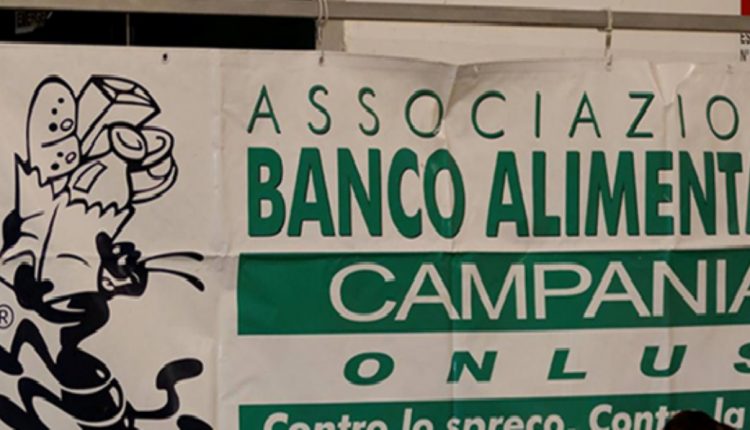 ASSOCIAZIO
BANCO ALIMENTA
CAMPANIA
ONLUS
®
Contro lo spreco. Contro la